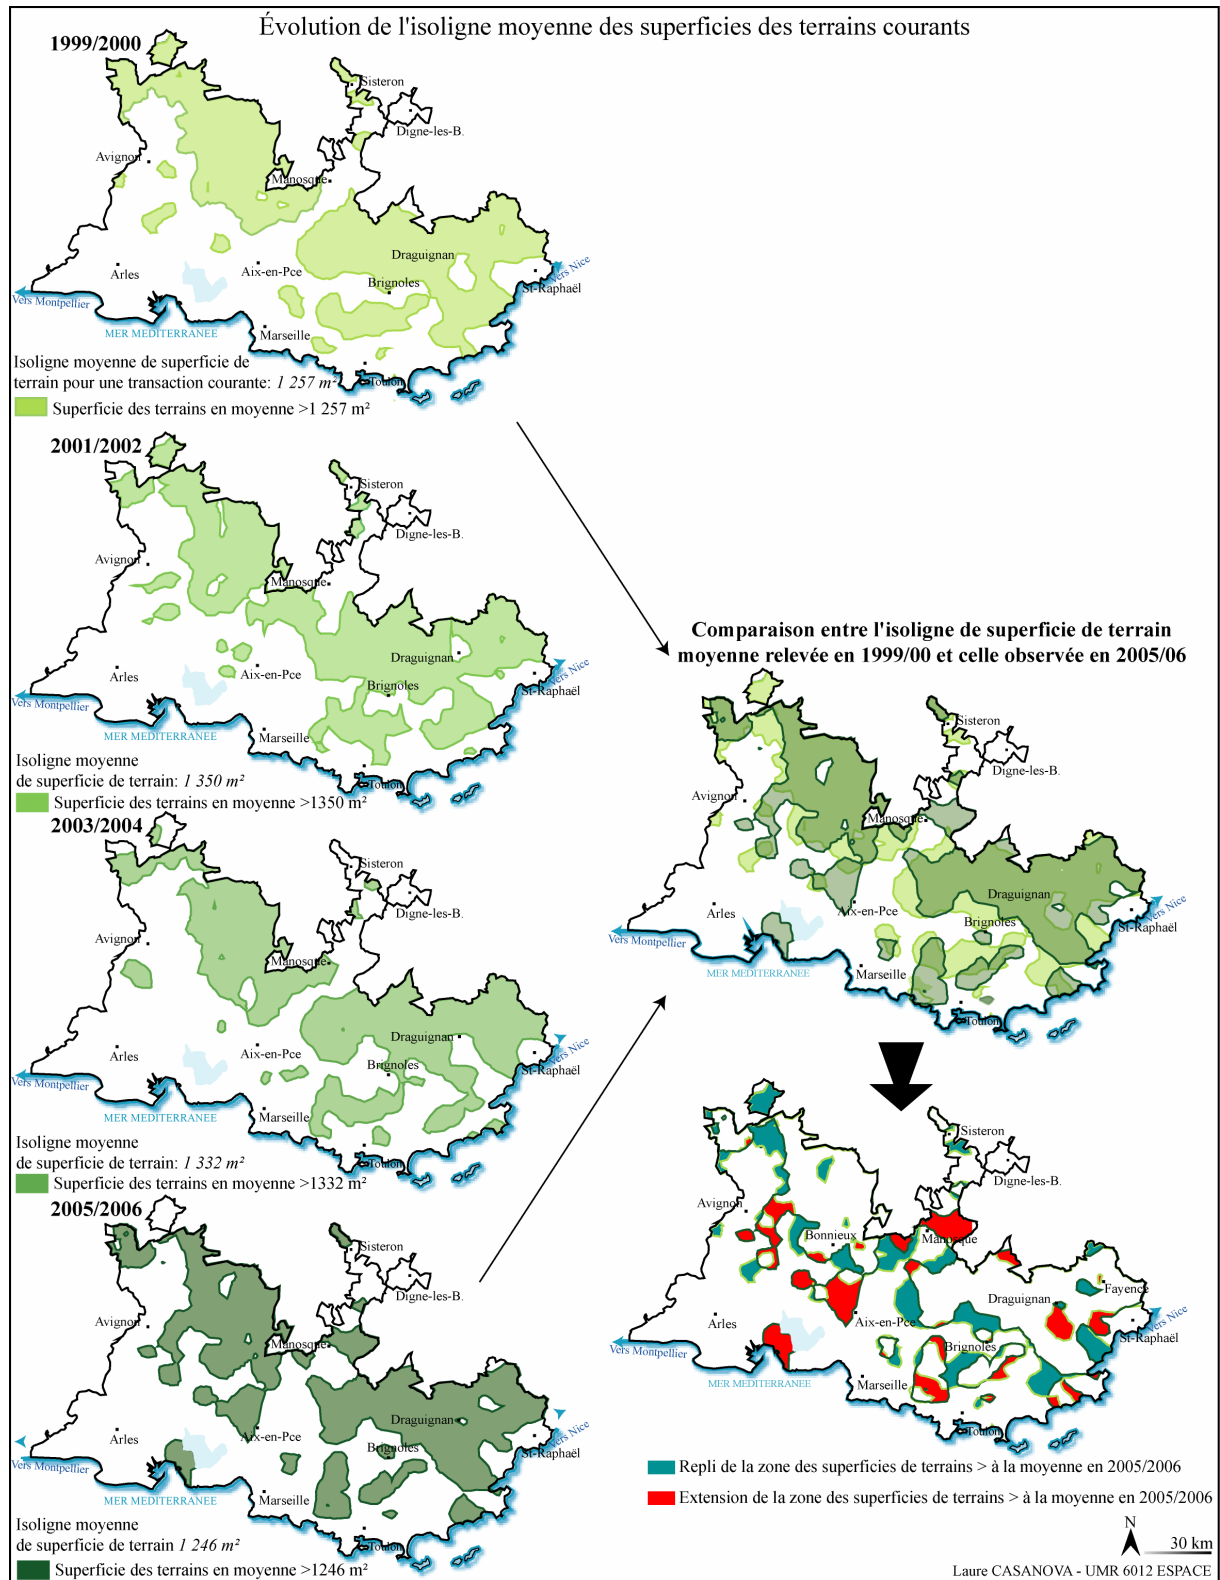 Évolution de l'isoligne moyenne des superficies des terrains courants
1999/2000
Sisteron
Digne-les-B.
Avignon
Manosque
Draguignan
Arles
Aix-en-Pce
Brignoles
Vers Nice
St-Raphaël
Vers Montpellier
MER MEDITERRANEE
Marseille
Toulon
Isoligne moyenne de superficie de
terrain pour une transaction courante: 1 257 m²
Superficie des terrains en moyenne >1 257 m²
2001/2002
Sisteron
Digne-les-B.
Avignon
Manosque
Draguignan
Arles
Aix-en-Pce
Brignoles
Vers Nice
St-Raphaël
Vers Montpellier
MER MEDITERRANEE
Marseille
Toulon
Isoligne moyenne
de superficie de terrain: 1 350 m²
Superficie des terrains en moyenne >1350 m²
2003/2004
Sisteron
Digne-les-B.
Avignon
Manosque
Draguignan
Arles
Aix-en-Pce
Brignoles
Vers Nice
St-Raphaël
Vers Montpellier
MER MEDITERRANEE
Marseille
Toulon
Isoligne moyenne
de superficie de terrain: 1 332 m²
Superficie des terrains en moyenne >1332 m²
2005/2006
Sisteron
Digne-les-B.
Avignon
Manosque
Draguignan
Arles
Aix-en-Pce
Brignoles
Vers Nice
St-Raphaël
Vers Montpellier
MER MEDITERRANEE
Marseille
Toulon
Isoligne moyenne
de superficie de terrain 1 246 m²
Superficie des terrains en moyenne >1246 m²
Comparaison entre l'isoligne de superficie de terrain
moyenne relevée en 1999/00 et celle observée en 2005/06
Sisteron
Digne-les-B.
Avignon
Manosque
Draguignan
Arles
Aix-en-Pce
Brignoles
Vers Nice
St-Raphaël
Vers Montpellier
MER MEDITERRANEE
Marseille
Toulon
Sisteron
Digne-les-B.
Avignon
Bonnieux
Manosque
Fayence
Draguignan
Arles
Aix-en-Pce
Vers Nice
St-Raphaël
Brignoles
Vers Montpellier
MER MEDITERRANEE
Marseille
Toulon
Repli de la zone des superficies de terrains > à la moyenne en 2005/2006
Extension de la zone des superficies de terrains > à la moyenne en 2005/2006
N
30 km
Laure CASANOVA - UMR 6012 ESPACE